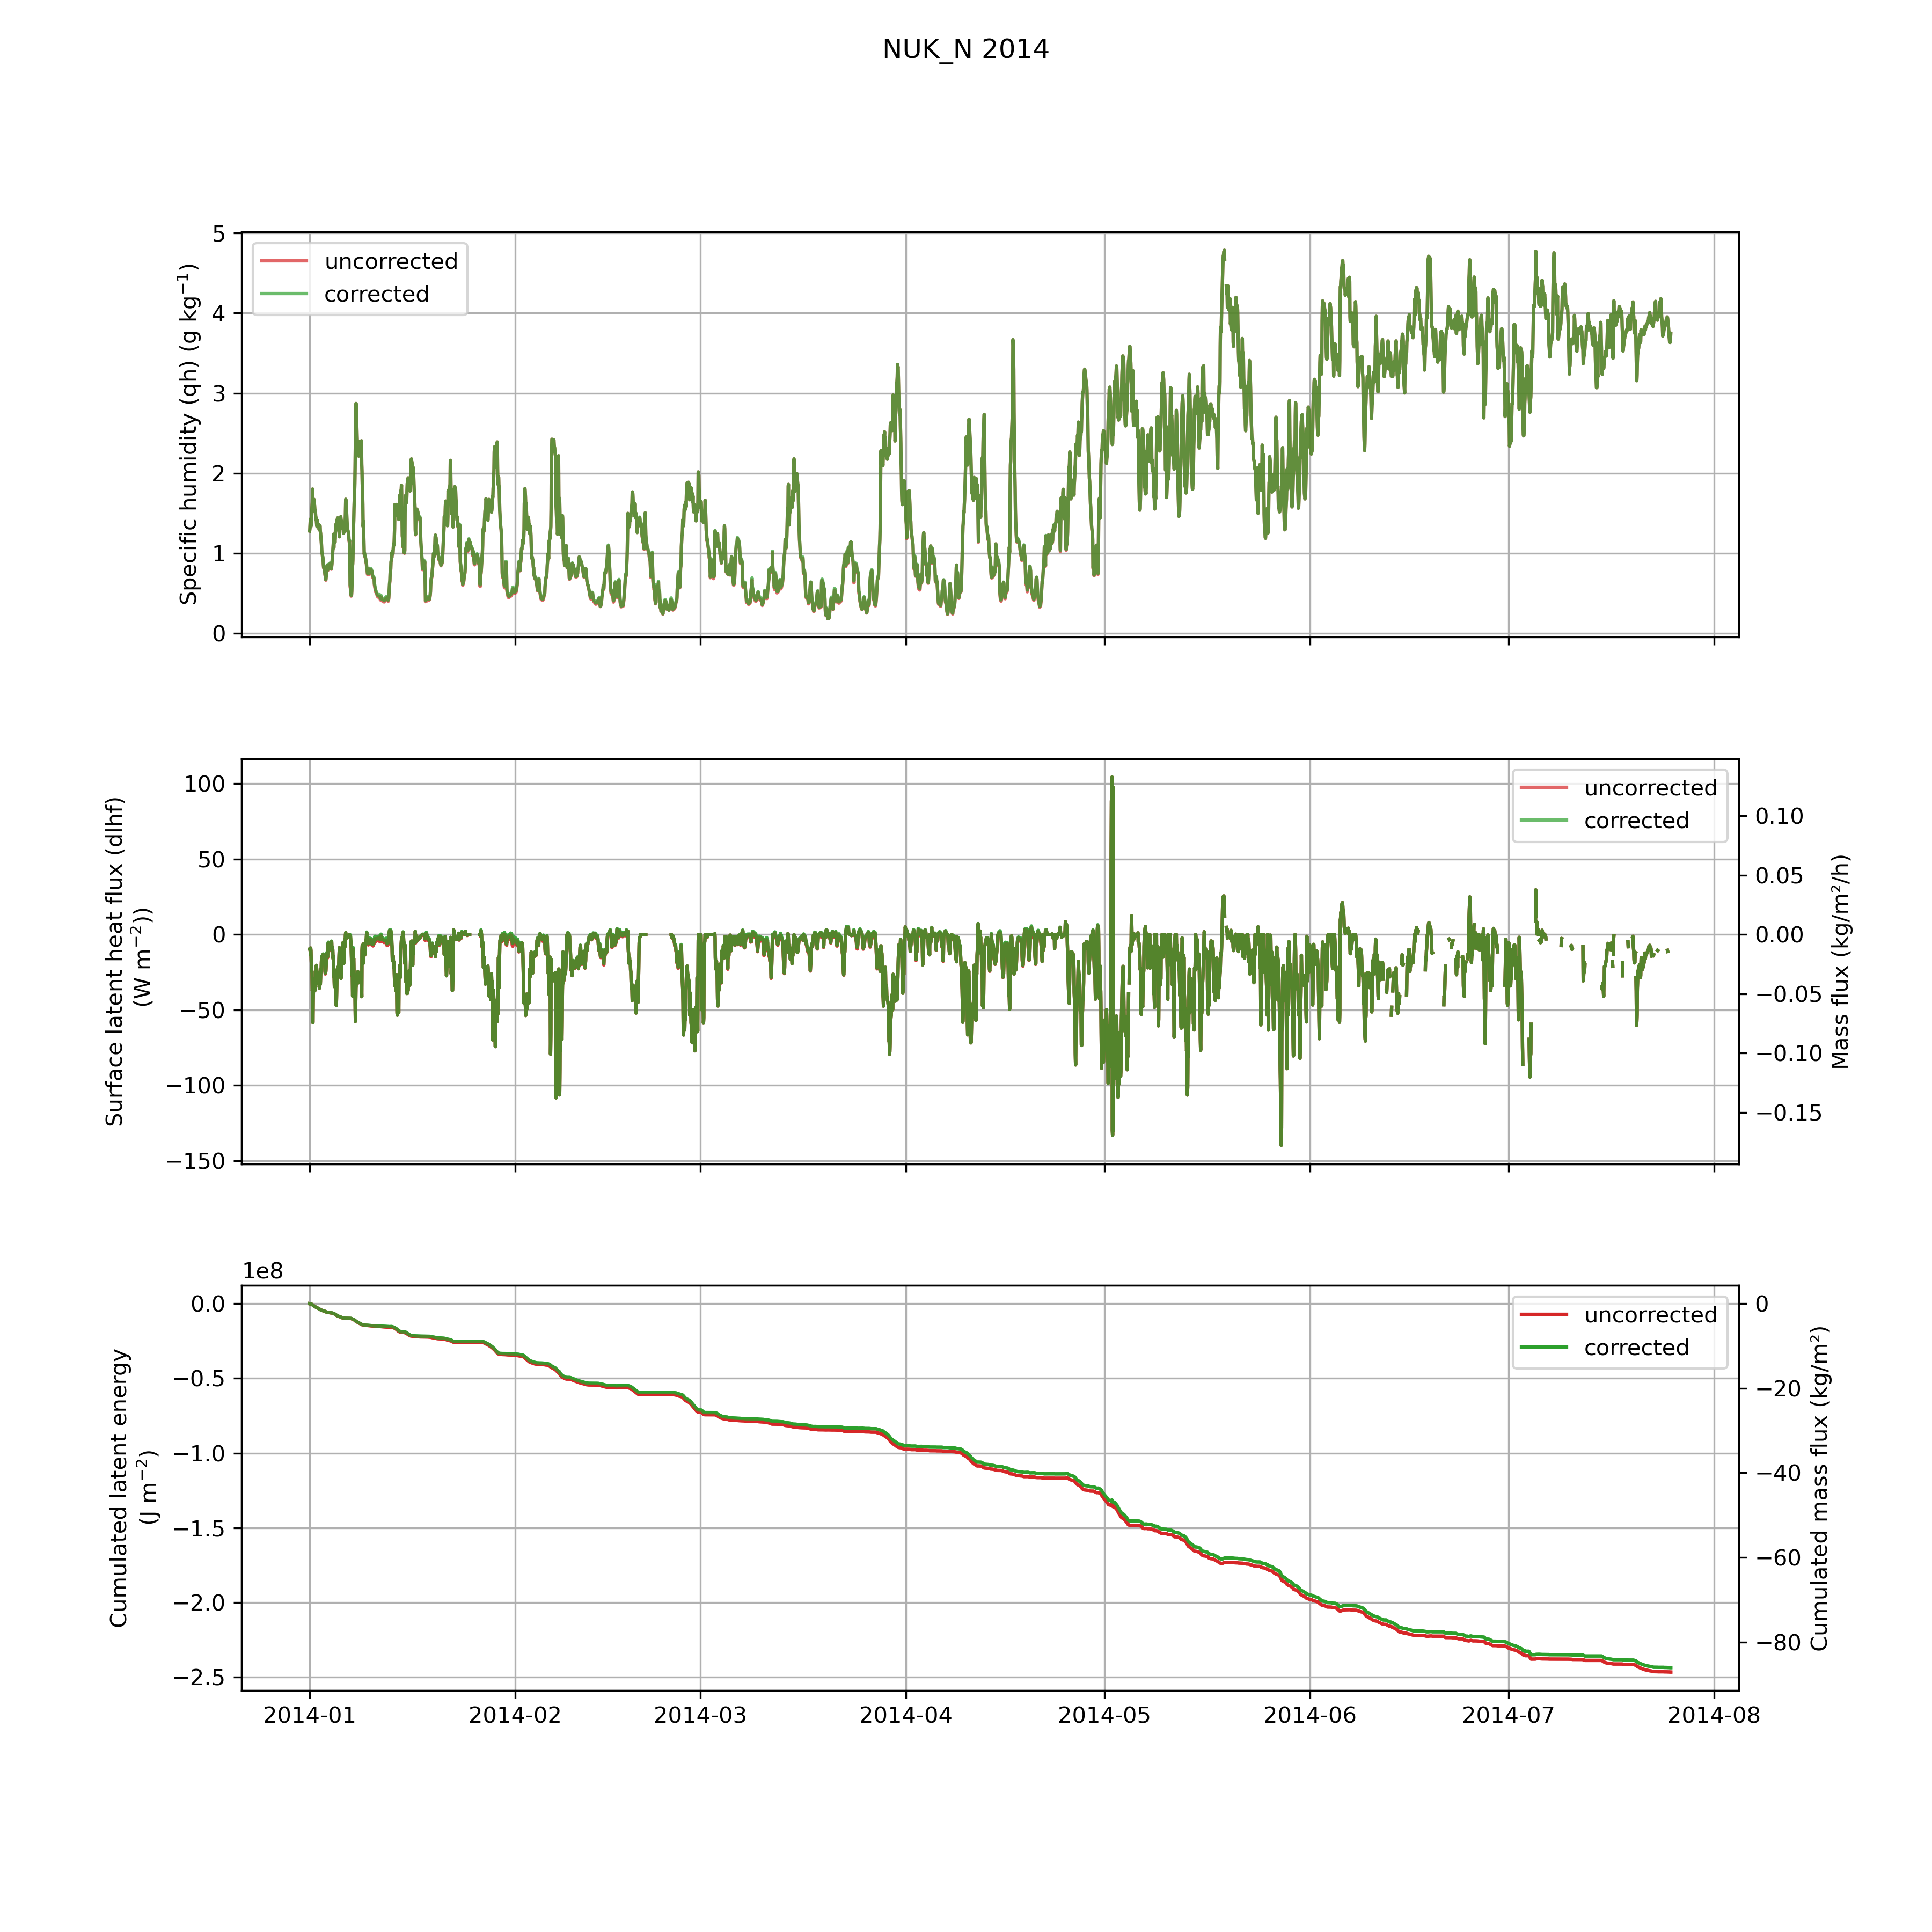 NUK_N 2014
Specific humidity (qh) (g kg⁻¹)
5
4
3
2
1
0
uncorrected
corrected
Surface latent heat flux (dlhf)
(W m⁻²))
100
50
0
−50
−100
−150
uncorrected
corrected
0.10
0.05
0.00
−0.05
−0.10
−0.15
Mass flux (kg/m²/h)
1e8
Cumulated latent energy
(J m⁻²)
0.0
−0.5
−1.0
−1.5
−2.0
−2.5
uncorrected
corrected
0
−20
−40
−60
−80
Cumulated mass flux (kg/m²)
2014-01 2014-02 2014-03 2014-04 2014-05 2014-06 2014-07 2014-08